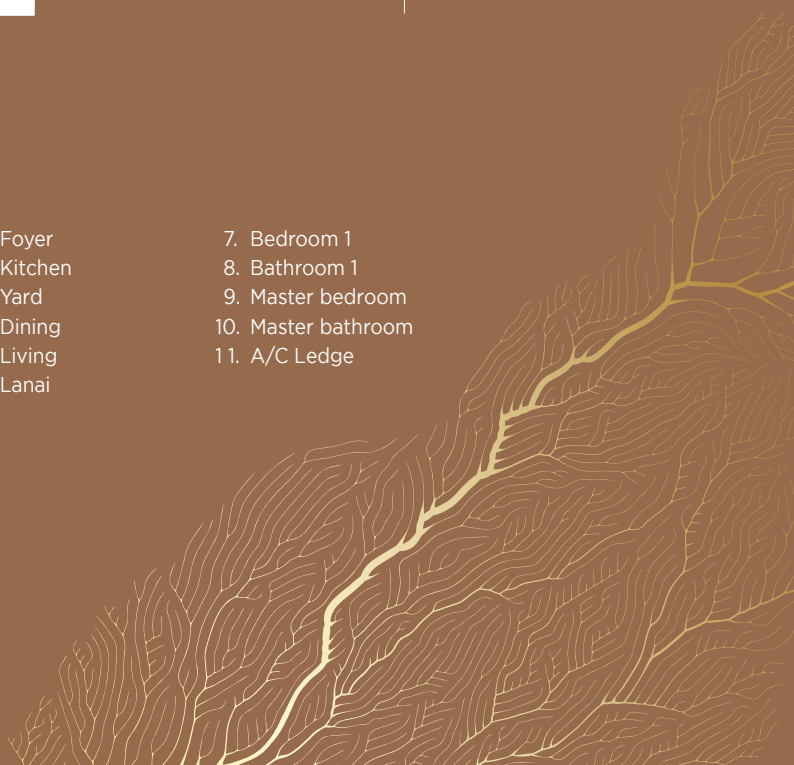 Foyer
Kitchen
Yard
Dining
Living
Lanai
7. Bedroom 1
8. Bathroom 1
9. Master bedroom
10. Master bathroom
11. A/C Ledge